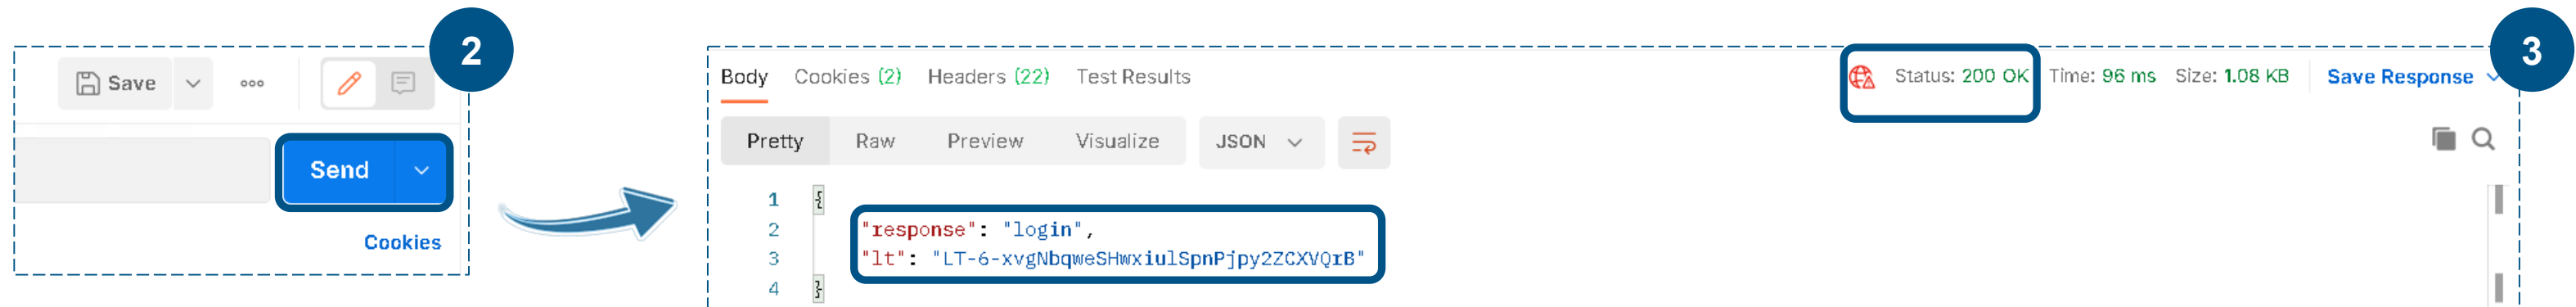 2
Save
Send
Cookies
3
Body Cookies (2) Headers (22) Test Results
Status: 200 OK Time: 96 ms Size: 1.08 KB Save Response
Pretty Raw Preview Visualize JSON
1 {
2 "response": "login",
3 "lt": "LT-6-xvgNbqweSHwxiulSpnPjpy2ZCXVQrB"
4 }